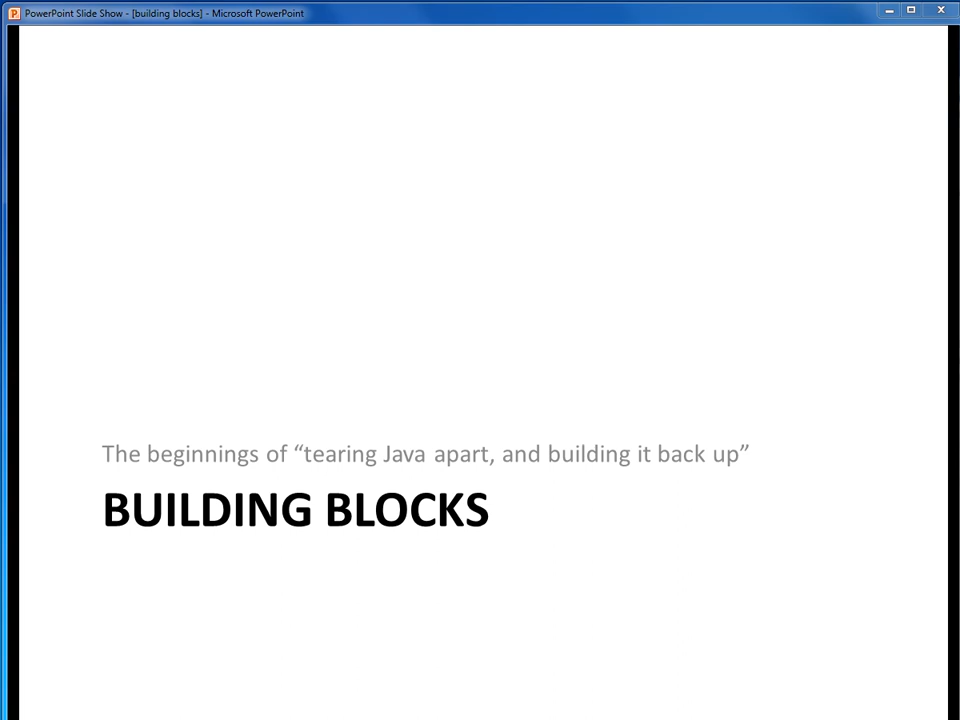 PowerPoint Slide Show - [building blocks] - Microsoft PowerPoint
The beginnings of “tearing Java apart, and building it back up”
BUILDING BLOCKS